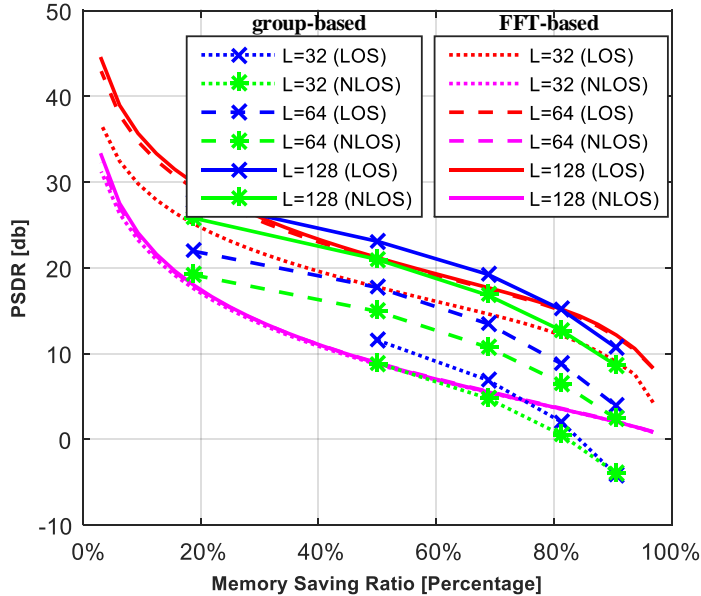 50
40
30
20
10
0
-10
PSDR [db]
group-based
L=32 (LOS)
L=32 (NLOS)
L=64 (LOS)
L=64 (NLOS)
L=128 (LOS)
L=128 (NLOS)
FFT-based
L=32 (LOS)
L=32 (NLOS)
L=64 (LOS)
L=64 (NLOS)
L=128 (LOS)
L=128 (NLOS)
0% 20% 40% 60% 80% 100%
Memory Saving Ratio [Percentage]